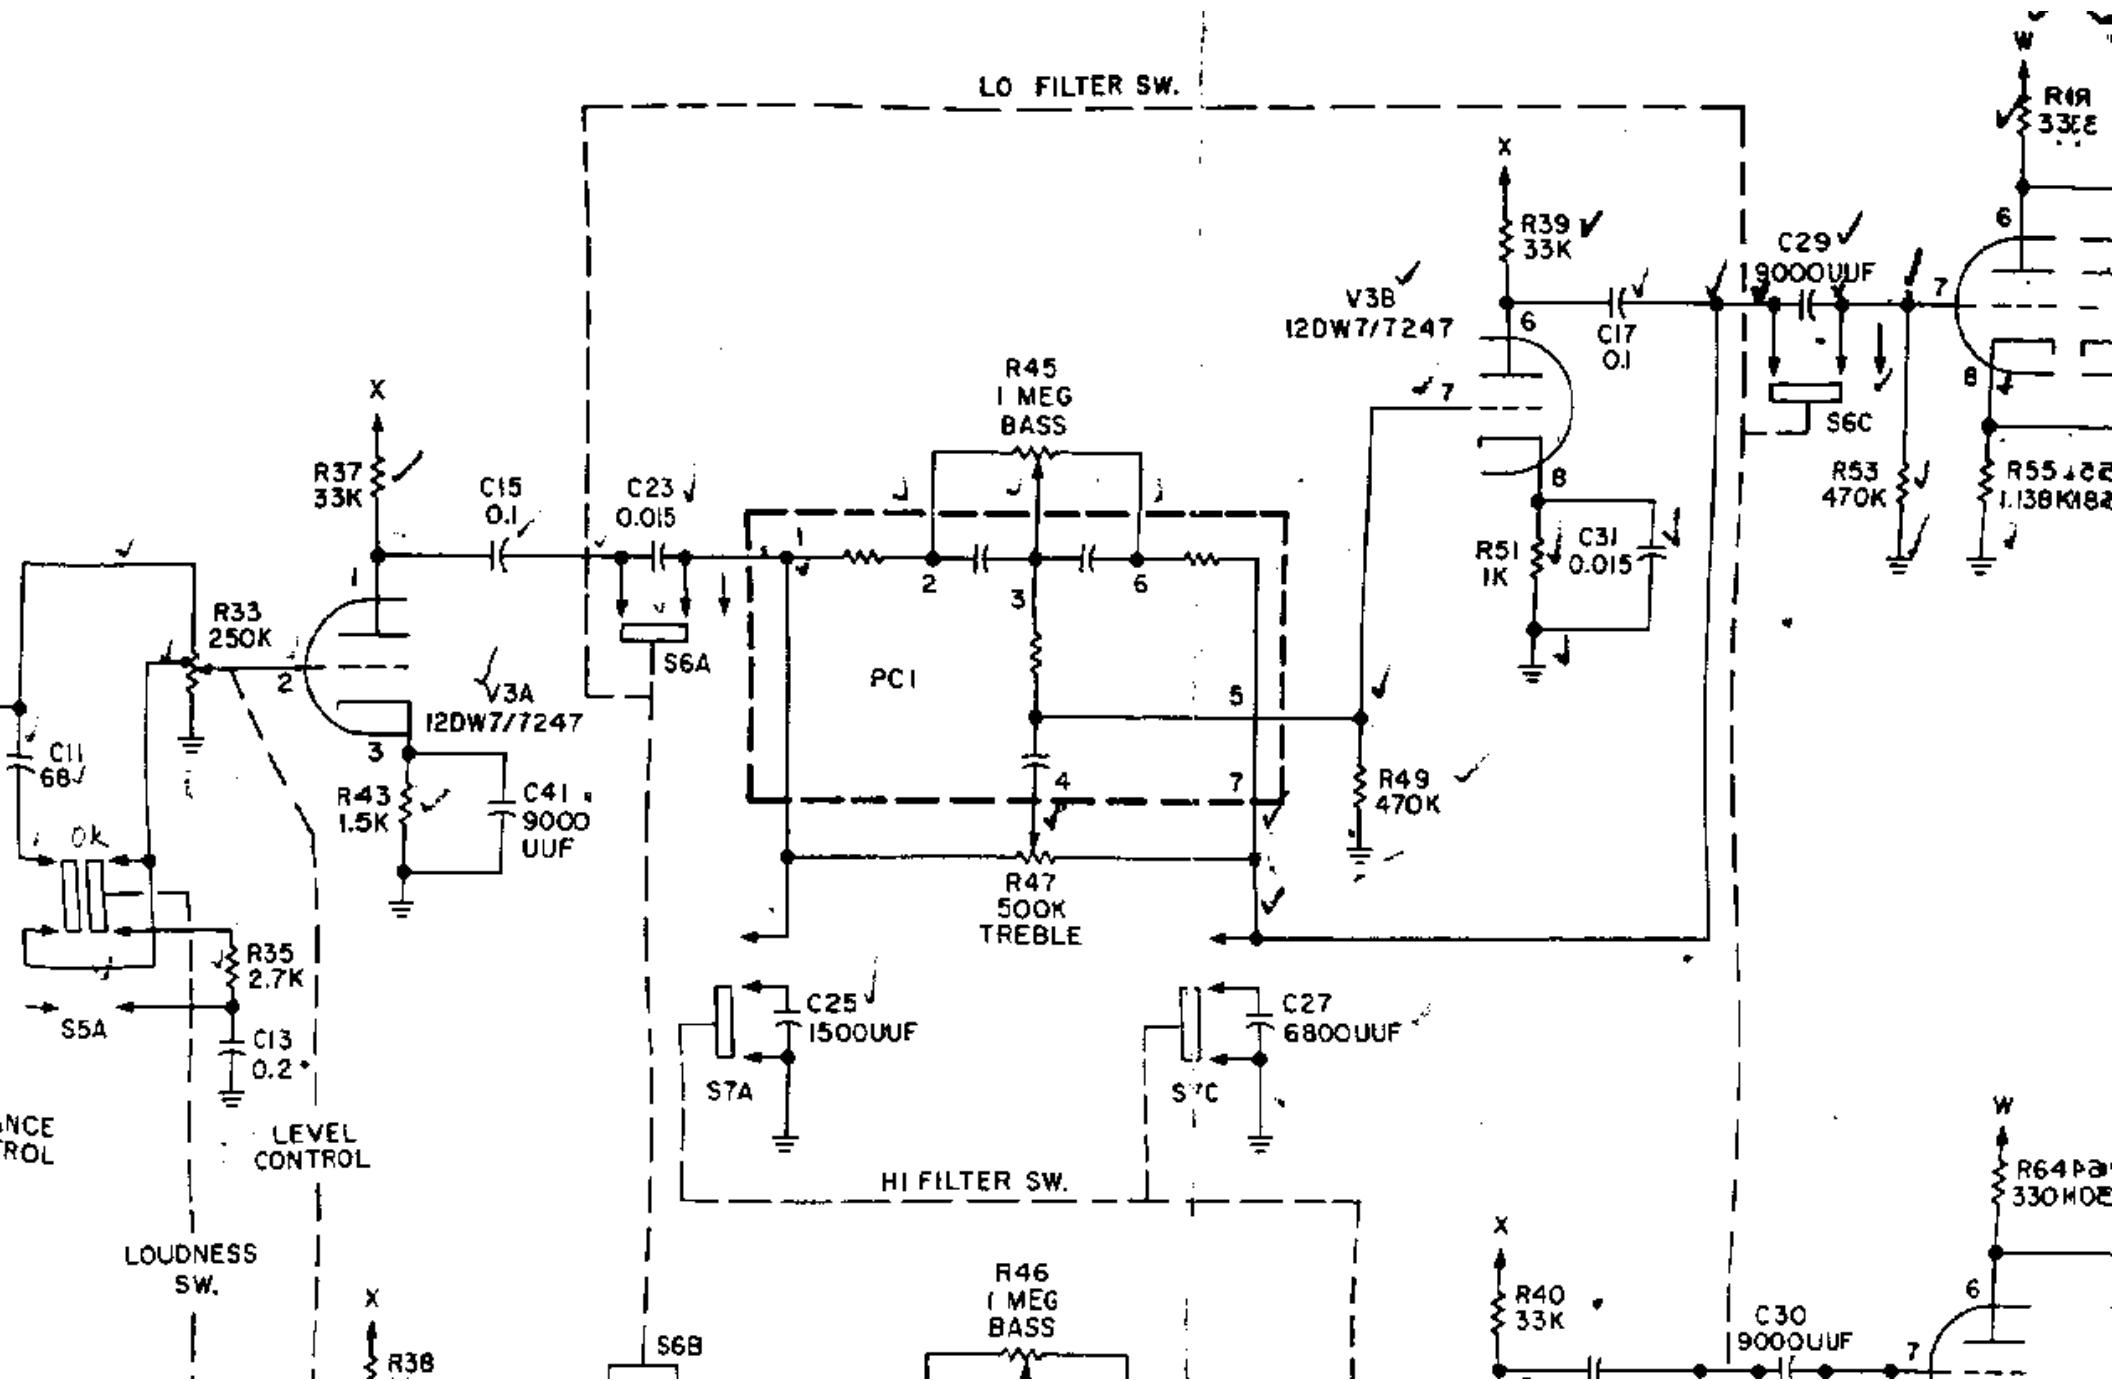 LO FILTER SW.
W
X
R39
33K
C29
9000UUF
6
7
V3B
12DW7/7247
6
C17
0.1
7
8
S6C
R53
470K
8
R45
1 MEG
BASS
X
R37
33K
C15
0.1
C23
0.015
R51
1K
C31
0.015
1
1
2
3
6
R33
250K
2
S6A
V3A
12DW7/7247
PC1
5
3
C11
68
R43
1.5K
C41
9000
UUF
4
7
R49
470K
OK
R47
500K
TREBLE
R35
2.7K
S5A
C13
0.2
C25
1500UUF
S7A
C27
6800UUF
LEVEL
CONTROL
HI FILTER SW.
W
LOUDNESS
SW.
X
R38
S6B
R46
1 MEG
BASS
X
R40
33K
C30
9000UUF
6
7